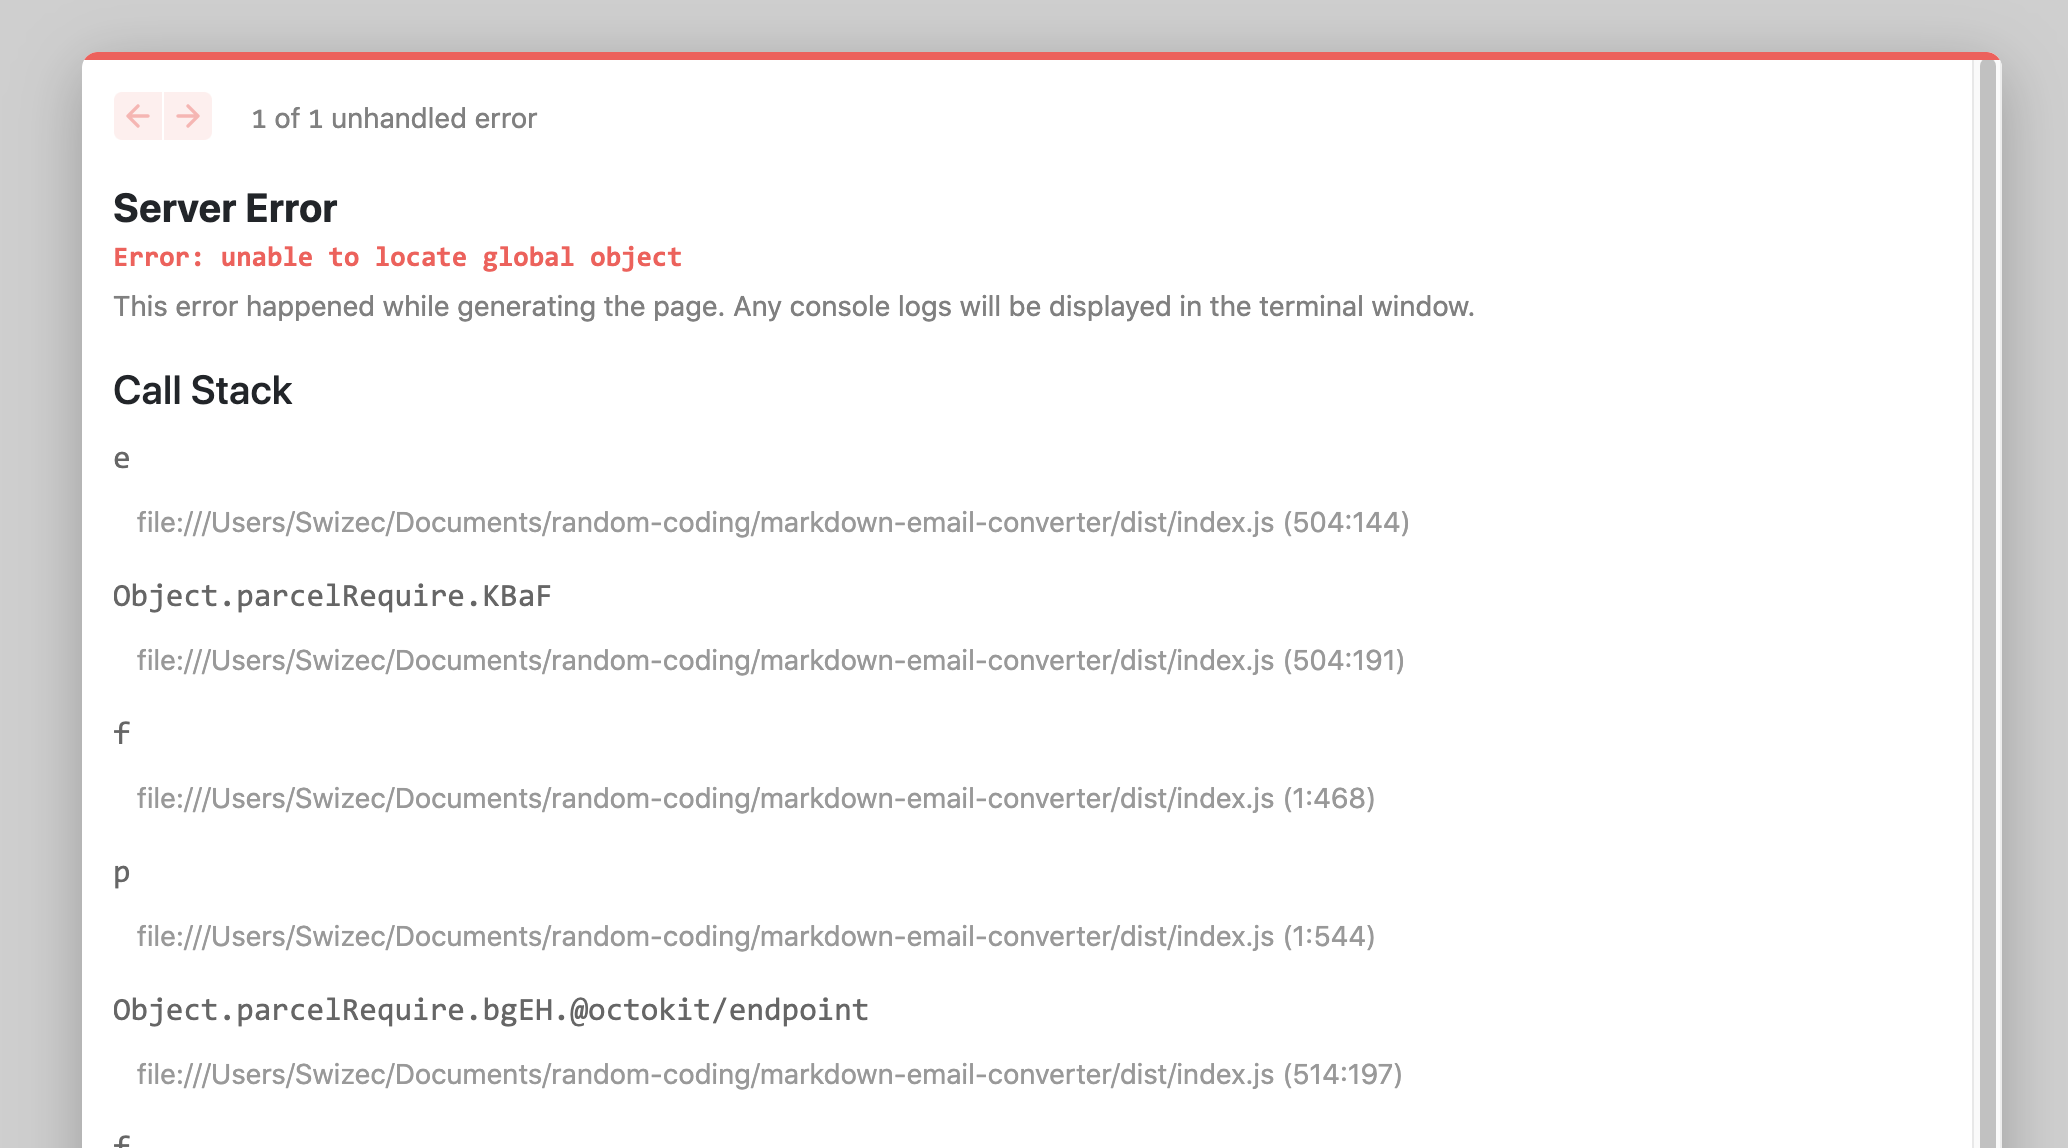 1 of 1 unhandled error
Server Error
Error: unable to locate global object
This error happened while generating the page. Any console logs will be displayed in the terminal window.
Call Stack
e
file:///Users/Swizec/Documents/random-coding/markdown-email-converter/dist/index.js (504:144)
Object.parcelRequire.KBaF
file:///Users/Swizec/Documents/random-coding/markdown-email-converter/dist/index.js (504:191)
f
file:///Users/Swizec/Documents/random-coding/markdown-email-converter/dist/index.js (1:468)
p
file:///Users/Swizec/Documents/random-coding/markdown-email-converter/dist/index.js (1:544)
Object.parcelRequire.bgEH.@octokit/endpoint
file:///Users/Swizec/Documents/random-coding/markdown-email-converter/dist/index.js (514:197)
f